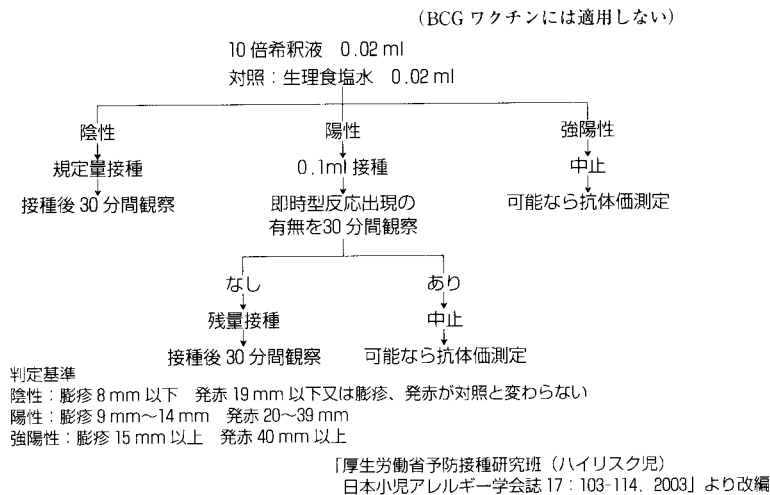 （BCG ワクチンには適用しない）
10倍希釈液　0.02 ml
対照：生理食塩水　0.02 ml
陰性
陽性
強陽性
規定量接種
0.1ml 接種
中止
接種後 30 分間観察
即時型反応出現の
有無を30 分間観察
可能なら抗体価測定
なし
あり
残量接種
中止
接種後 30 分間観察
可能なら抗体価測定
判定基準
陰性：膨疹 8 mm 以下　発赤 19 mm 以下又は膨疹、発赤が対照と変わらない
陽性：膨疹 9 mm～14 mm　発赤 20～39 mm
強陽性：膨疹 15 mm 以上　発赤 40 mm 以上
「厚生労働省予防接種研究班（ハイリスク児）
日本小児アレルギー学会誌 17：103-114，2003」より改編